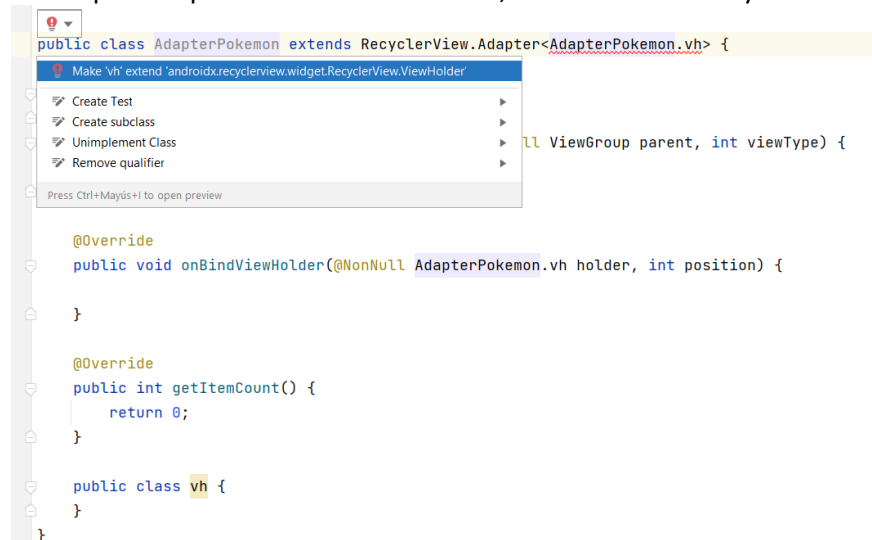 public class AdapterPokemon extends RecyclerView.Adapter<AdapterPokemon.vh> {
Make 'vh' extend 'androidx.recyclerview.widget.RecyclerView.ViewHolder'
Create Test
Create subclass
Unimplement Class
Remove qualifier
Press Ctrl+Mayús+I to open preview
ll ViewGroup parent, int viewType) {
@Override
public void onBindViewHolder(@NonNull AdapterPokemon.vh holder, int position) {
}
@Override
public int getItemCount() {
return 0;
}
public class vh {
}
}